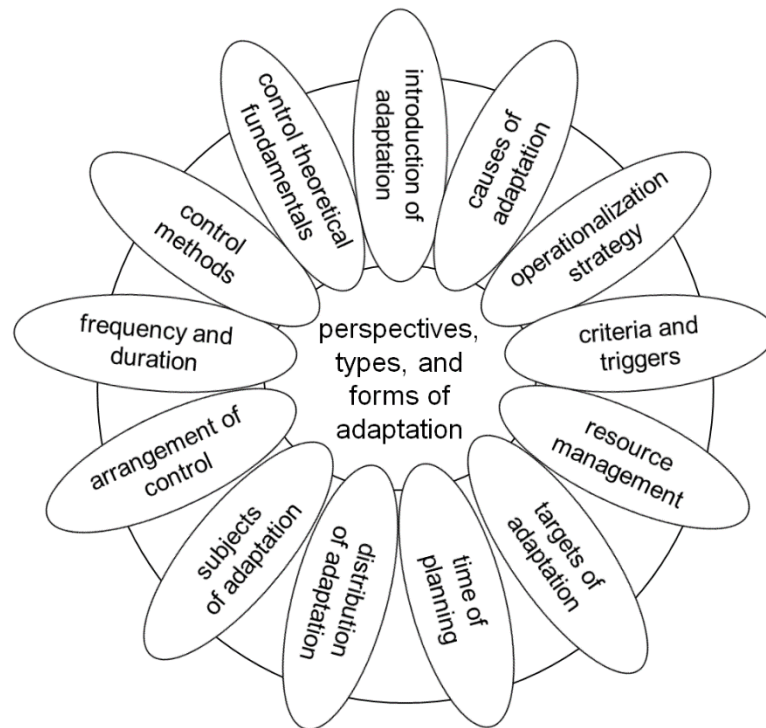 perspectives,
types, and
forms of
adaptation
introduction of
adaptation
causes of
adaptation
operationalization
strategy
criteria and
triggers
resource
management
targets of
adaptation
time of
planning
distribution
of adaptation
subjects
of adaptation
arrangement of
control
frequency and
duration
control
methods
control theoretical
fundamentals